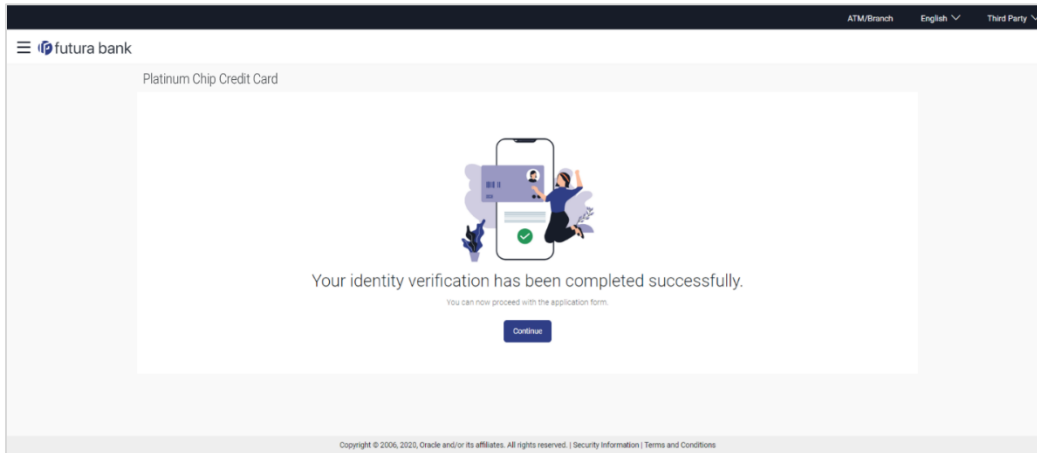 ATM/Branch English Third Party
futura bank
Platinum Chip Credit Card
Your identity verification has been completed successfully.
You can now proceed with the application form.
Continue
Copyright © 2006, 2020, Oracle and/or its affiliates. All rights reserved. | Security Information | Terms and Conditions